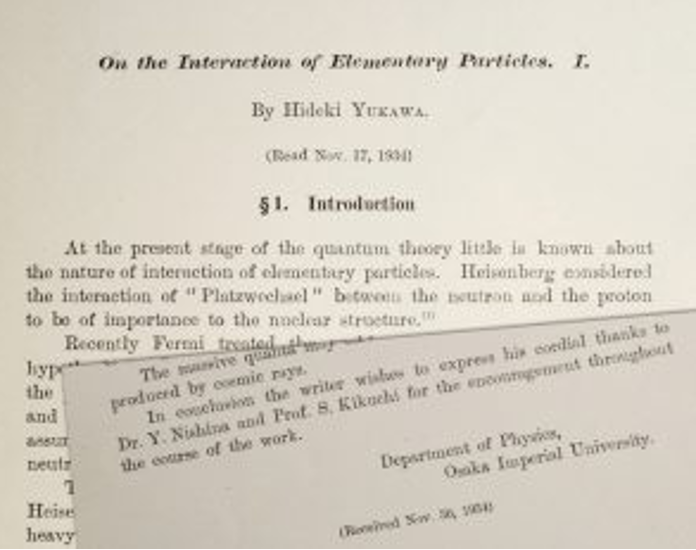 On the Interaction of Elementary Particles. I.
By Hideki YUKAWA.
(Read Nov. 17, 1934)
§ 1. Introduction
At the present stage of the quantum theory little is known about
the nature of interaction of elementary particles. Heisenberg considered
the interaction of "Platzwechsel" between the neutron and the proton
to be of importance to the nuclear structure.
Recently Fermi treated
the
and
Heise
heavy
The massive quanta may
produced by cosmic rays.
In conclusion the writer wishes to express his cordial thanks to
Dr. Y. Nishina and Prof. S. Kikuchi for the encouragement throughout
the course of the work.
Department of Physics,
Osaka Imperial University.
(Received Nov. 30, 1934)